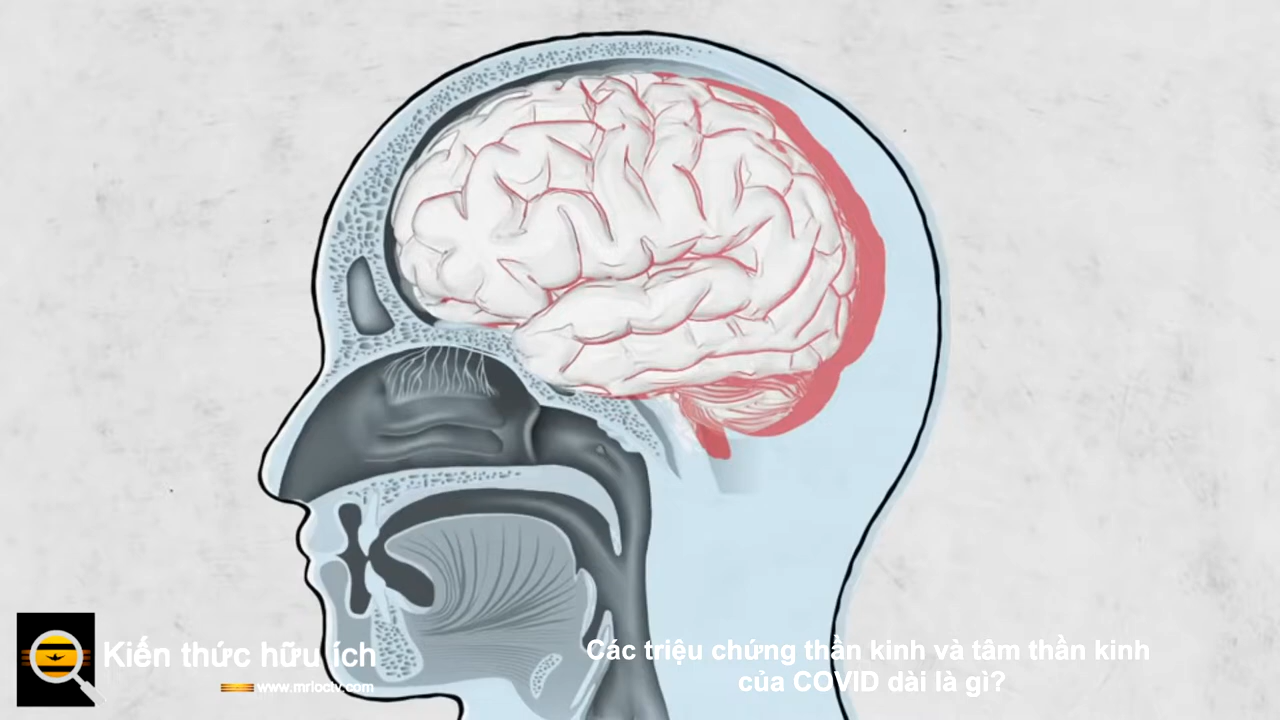 Kiến thức hữu ích
www.mrloctv.com
Các triệu chứng thần kinh và tâm thần kinh
của COVID dài là gì?